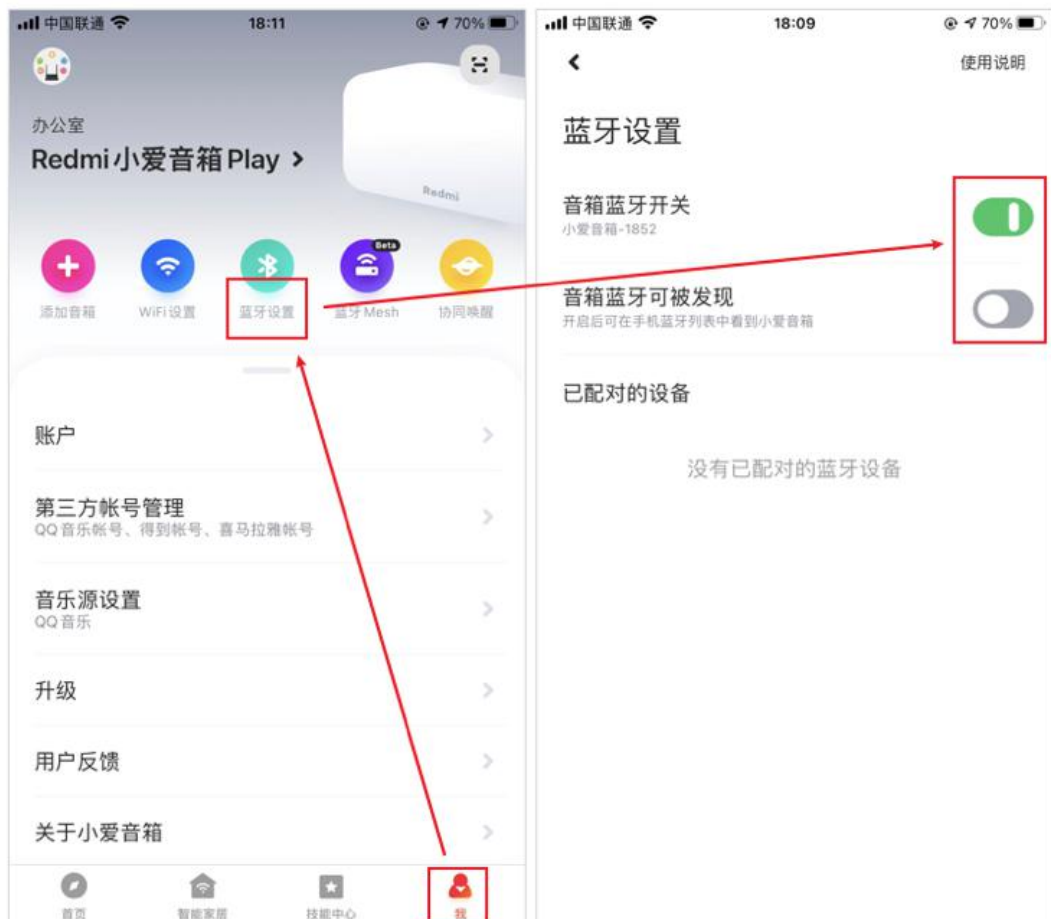 中国联通
18:11
70%
办公室
Redmi小爱音箱Play
Redmi
Beta
添加音箱
WiFi设置
蓝牙设置
蓝牙Mesh
协同唤醒
账户
第三方帐号管理
QQ音乐帐号、得到帐号、喜马拉雅帐号
音乐源设置
QQ音乐
升级
用户反馈
关于小爱音箱
首页
智能家居
技能中心
我
中国联通
18:09
70%
使用说明
蓝牙设置
音箱蓝牙开关
小爱音箱-1852
音箱蓝牙可被发现
开启后可在手机蓝牙列表中看到小爱音箱
已配对的设备
没有已配对的蓝牙设备